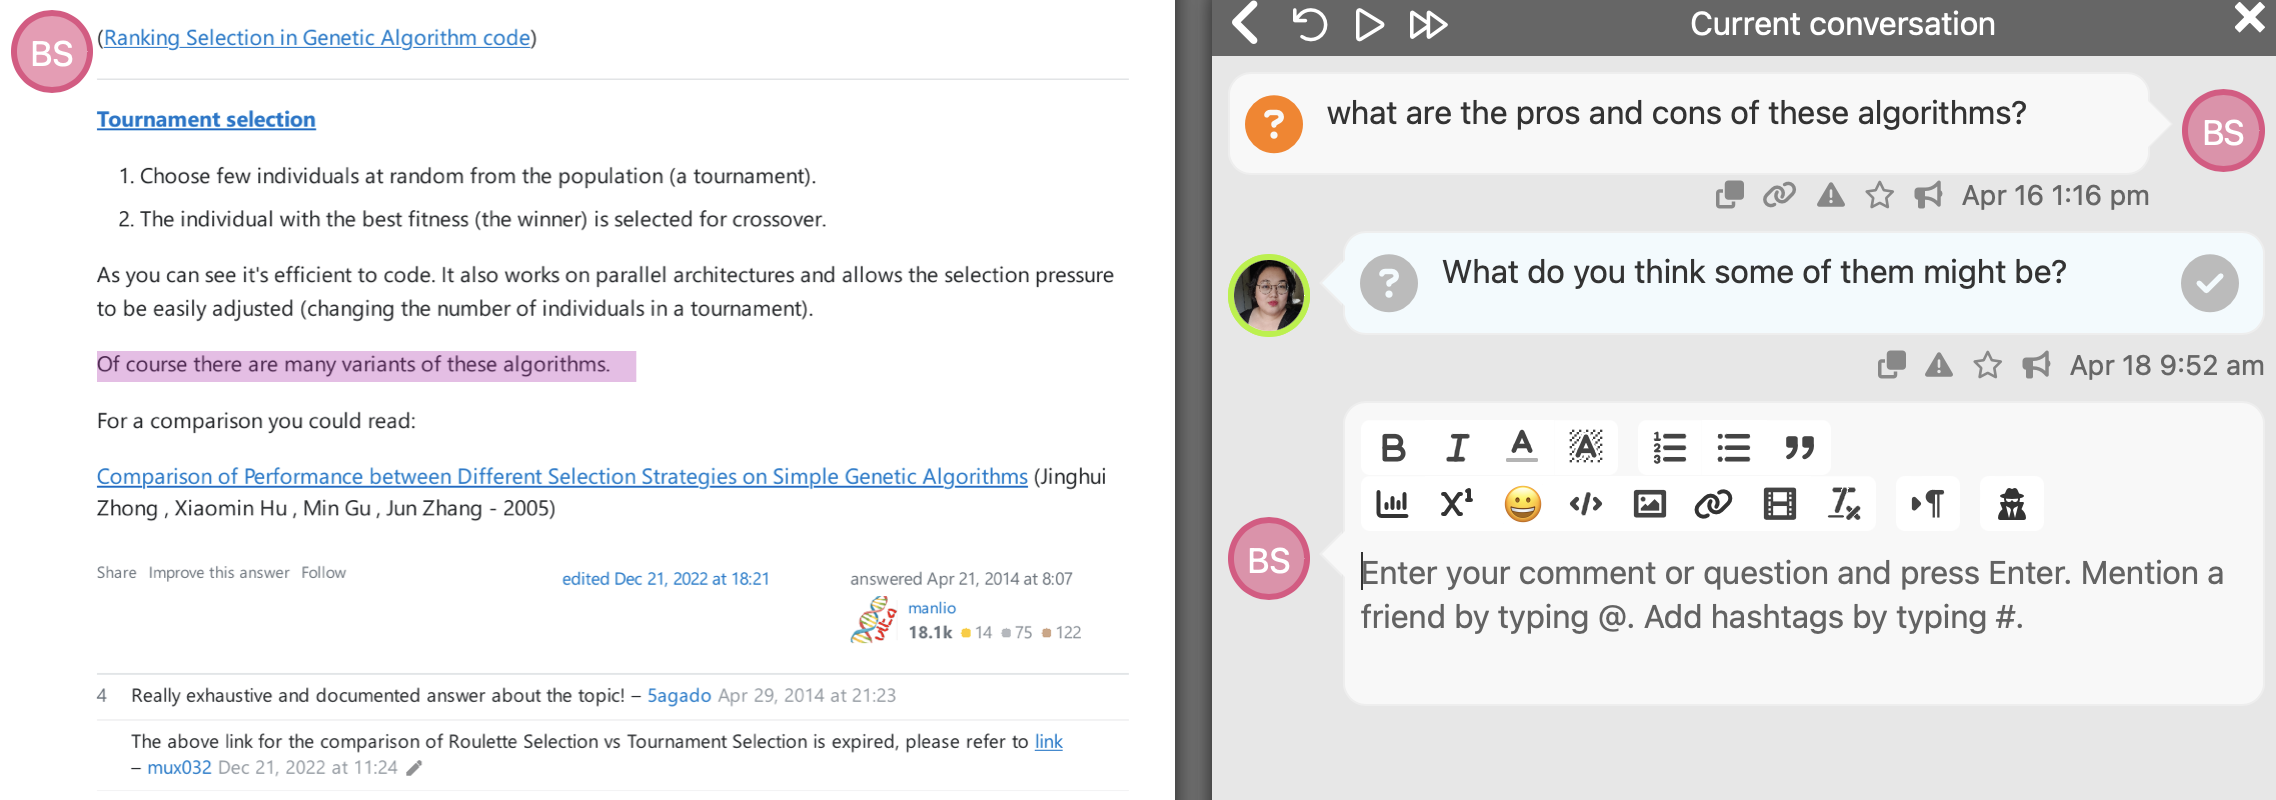 BS
(Ranking Selection in Genetic Algorithm code)
Tournament selection
1. Choose few individuals at random from the population (a tournament).
2. The individual with the best fitness (the winner) is selected for crossover.
As you can see it's efficient to code. It also works on parallel architectures and allows the selection pressure
to be easily adjusted (changing the number of individuals in a tournament).
Of course there are many variants of these algorithms.
For a comparison you could read:
Comparison of Performance between Different Selection Strategies on Simple Genetic Algorithms (Jinghui
Zhong , Xiaomin Hu , Min Gu , Jun Zhang - 2005)
Share Improve this answer Follow
edited Dec 21, 2022 at 18:21
answered Apr 21, 2014 at 8:07
manlio
18.1k 14 75 122
4 Really exhaustive and documented answer about the topic! – 5agado Apr 29, 2014 at 21:23
The above link for the comparison of Roulette Selection vs Tournament Selection is expired, please refer to link
– mux032 Dec 21, 2022 at 11:24
Current conversation
? what are the pros and cons of these algorithms?
BS
Apr 16 1:16 pm
? What do you think some of them might be?
Apr 18 9:52 am
BS
Enter your comment or question and press Enter. Mention a
friend by typing @. Add hashtags by typing #.